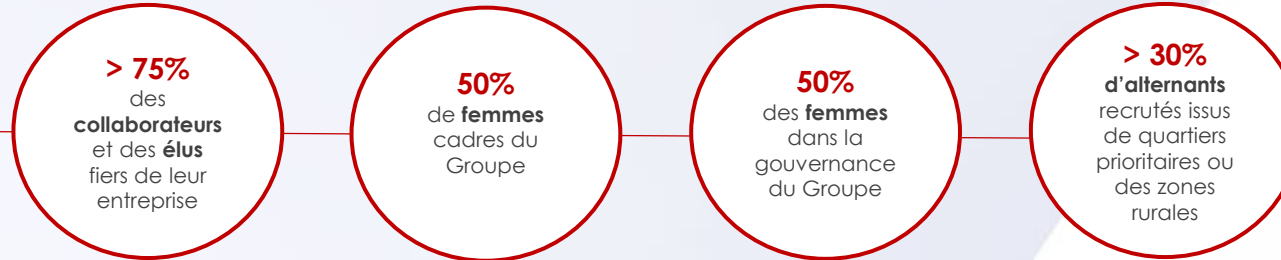 > 75%
des
collaborateurs
et des élus
fiers de leur
entreprise
50%
de femmes
cadres du
Groupe
50%
des femmes
dans la
gouvernance
du Groupe
> 30%
d’alternants
recrutés issus
de quartiers
prioritaires ou
des zones
rurales